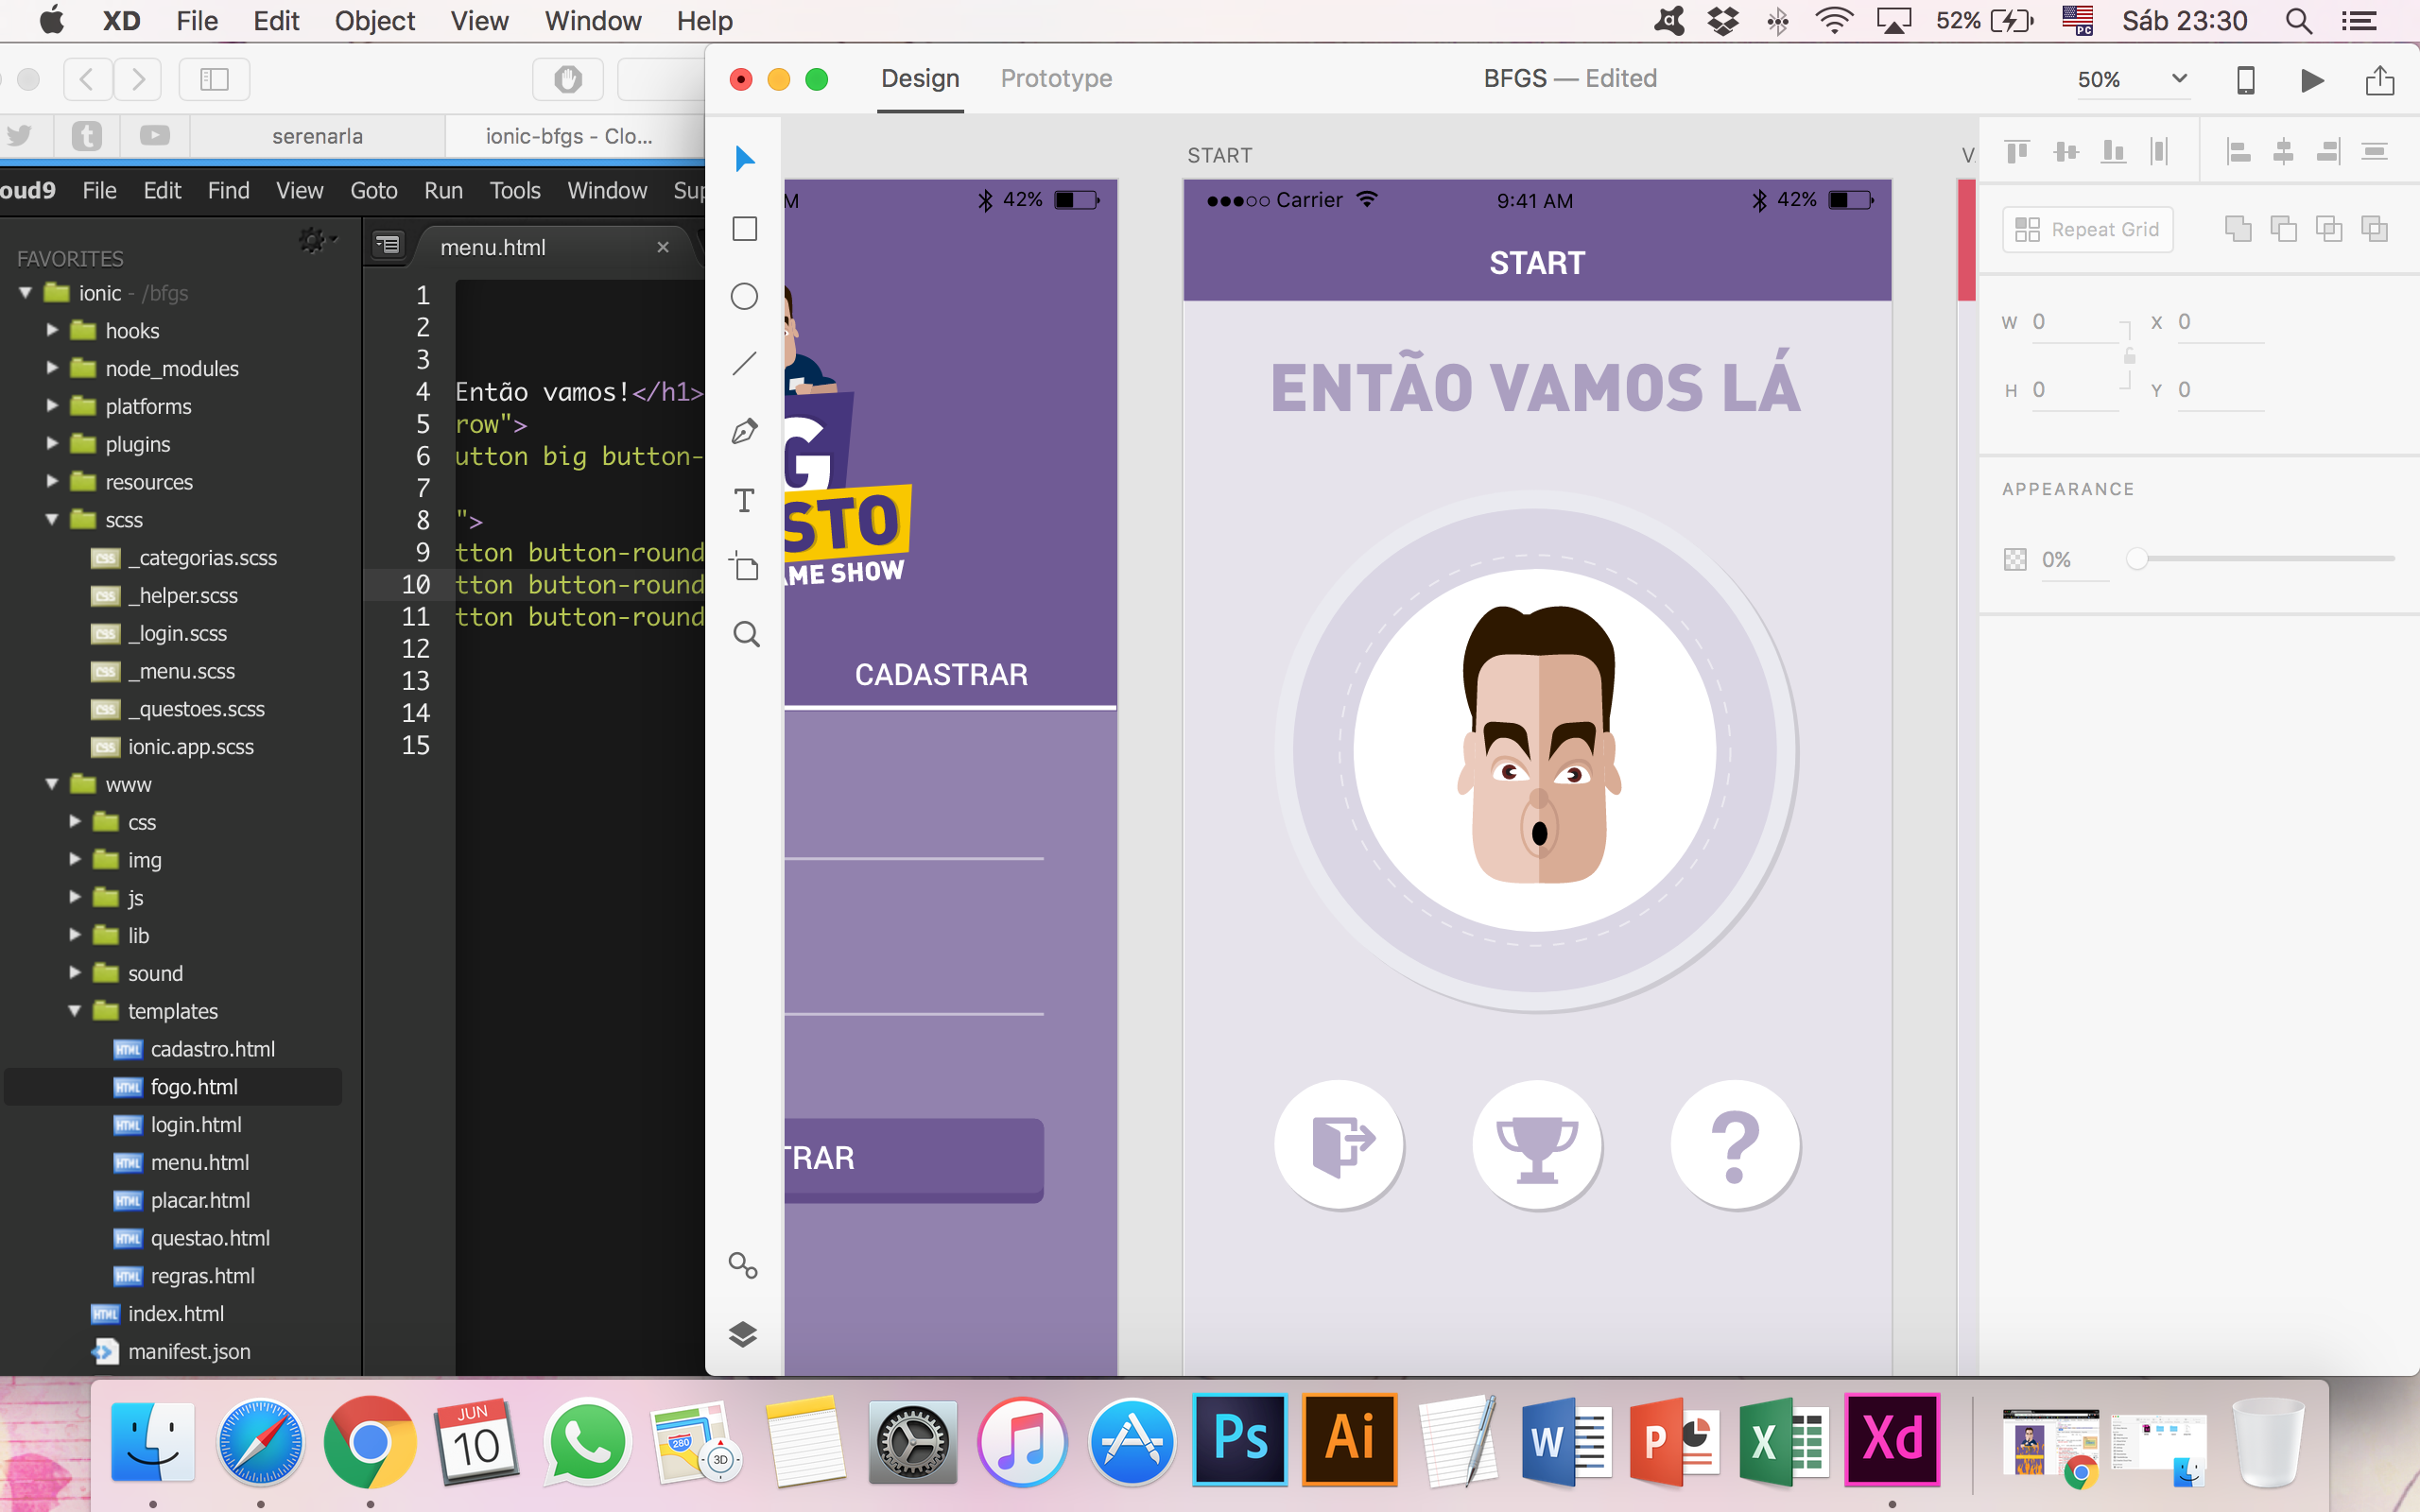 XD File Edit Object View Window Help 52% PC Sáb 23:30
Design Prototype BFGS — Edited 50%
serenarla ionic-bfgs - Clo...
oud9 File Edit Find View Goto Run Tools Window Sup
FAVORITES
ionic - /bfgs
hooks
node_modules
platforms
plugins
resources
scss
_categorias.scss
_helper.scss
_login.scss
_menu.scss
_questoes.scss
ionic.app.scss
www
css
img
js
lib
sound
templates
cadastro.html
fogo.html
login.html
menu.html
placar.html
questao.html
regras.html
index.html
manifest.json
menu.html
1
2
3
4 Então vamos!</h1>
5 row">
6 utton big button-
7
8 ">
9 tton button-round
10 tton button-round
11 tton button-round
12
13
14
15
M 42%
G
STO
AME SHOW
CADASTRAR
TRAR
START
Carrier 9:41 AM 42%
START
ENTÃO VAMOS LÁ
?
V
Repeat Grid
W 0 X 0
H 0 Y 0
APPEARANCE
0%
JUN
10
280
3D
Ps
Ai
W
P
X
Xd